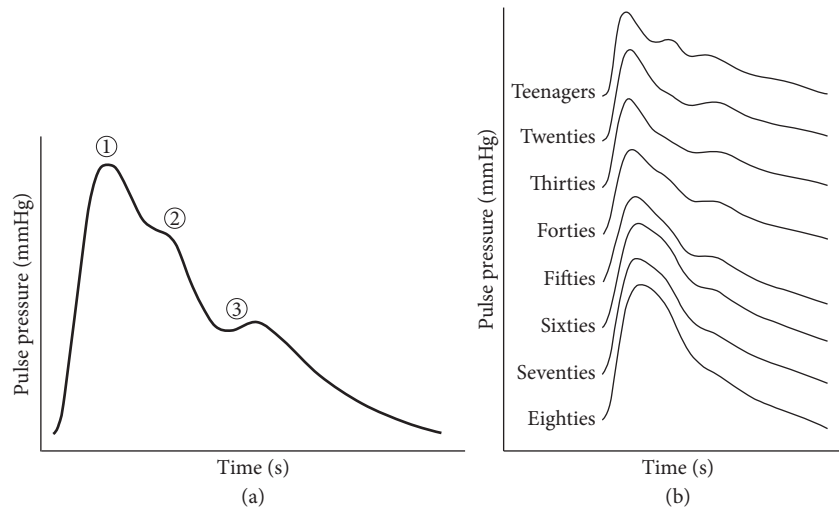 ①
②
③
Pulse pressure (mmHg)
Time (s)
(a)
Teenagers
Twenties
Thirties
Forties
Fifties
Sixties
Seventies
Eighties
Pulse pressure (mmHg)
Time (s)
(b)